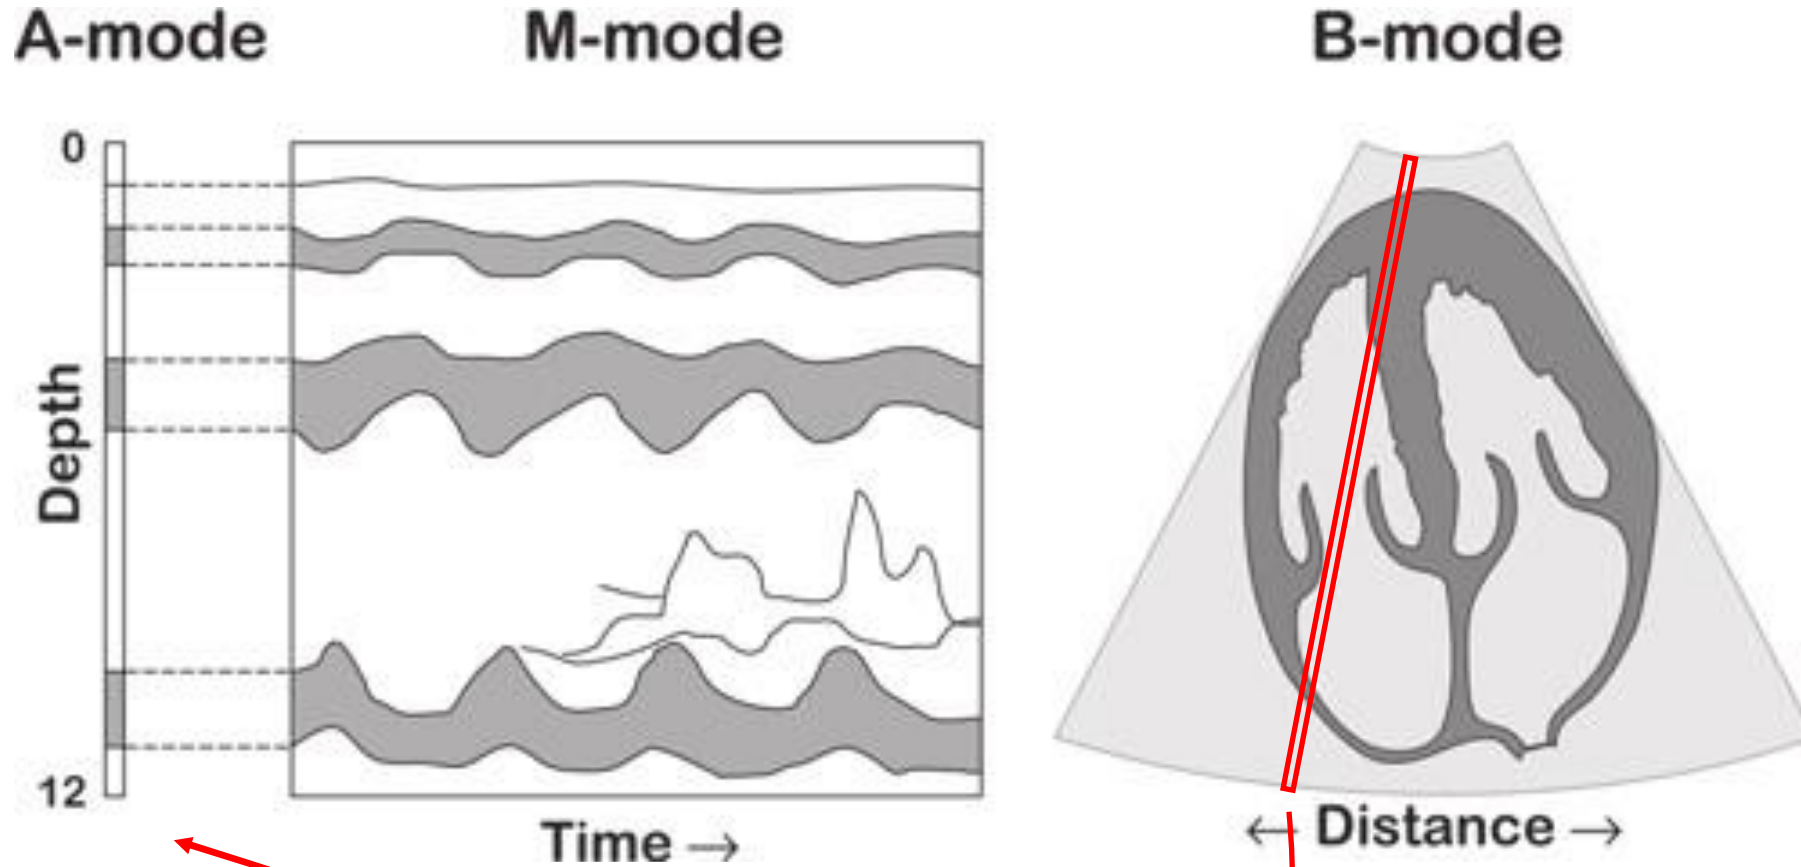 A-mode
M-mode
B-mode
0
Depth
12
Time →
← Distance →